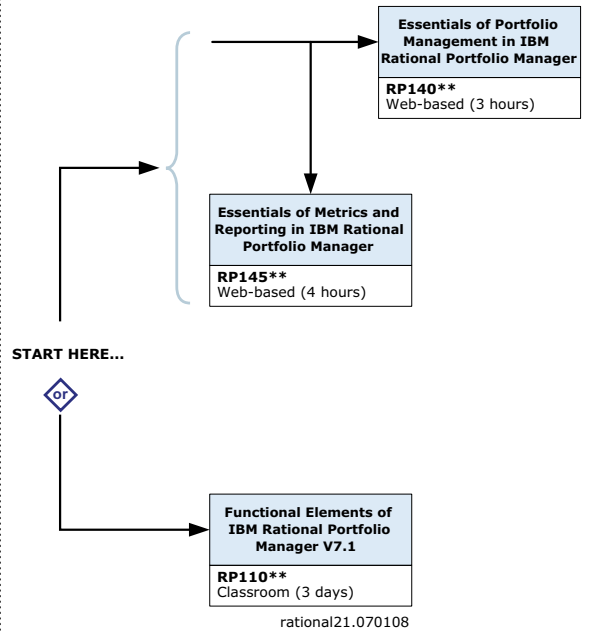 Essentials of Portfolio
Management in IBM
Rational Portfolio Manager
RP140**
Web-based (3 hours)
Essentials of Metrics and
Reporting in IBM Rational
Portfolio Manager
RP145**
Web-based (4 hours)
START HERE...
or
Functional Elements of
IBM Rational Portfolio
Manager V7.1
RP110**
Classroom (3 days)
rational21.070108